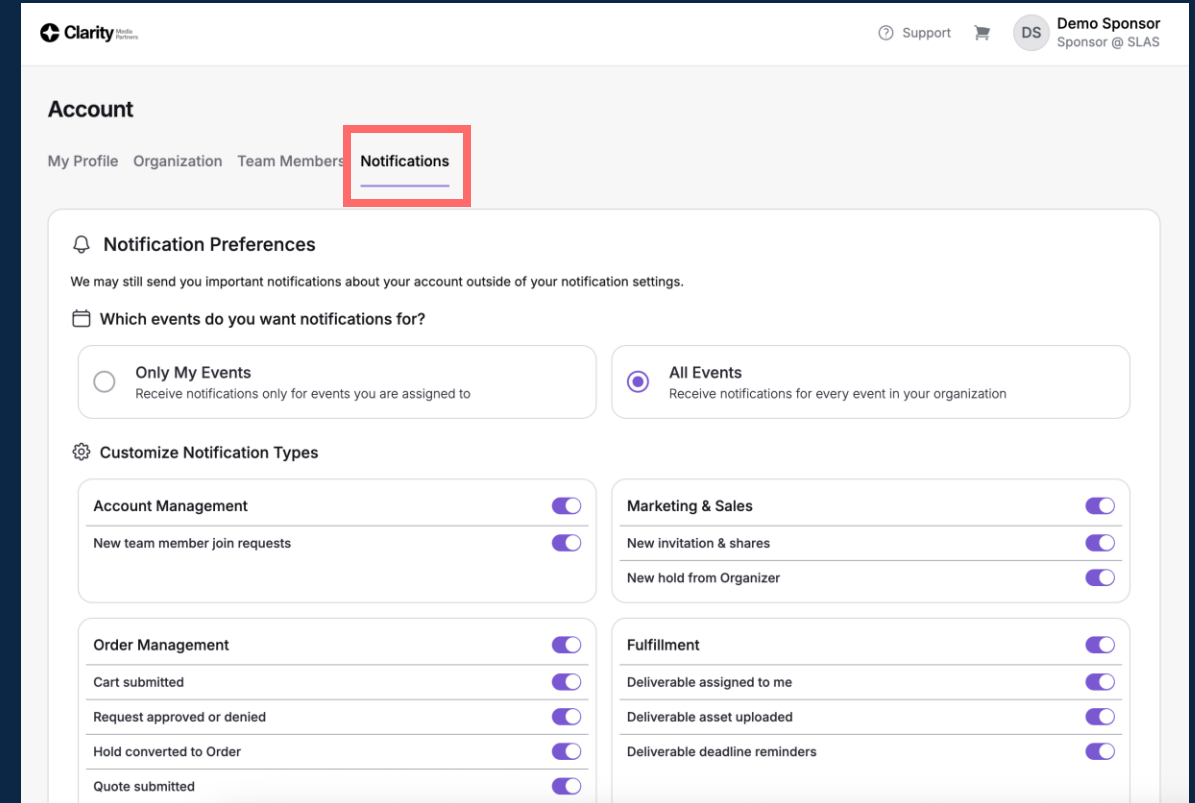 Clarity Media Partners
Support
DS
Demo Sponsor
Sponsor @ SLAS
Account
My Profile
Organization
Team Members
Notifications
Notification Preferences
We may still send you important notifications about your account outside of your notification settings.
Which events do you want notifications for?
Only My Events
Receive notifications only for events you are assigned to
All Events
Receive notifications for every event in your organization
Customize Notification Types
Account Management
New team member join requests
Marketing & Sales
New invitation & shares
New hold from Organizer
Order Management
Cart submitted
Request approved or denied
Hold converted to Order
Quote submitted
Fulfillment
Deliverable assigned to me
Deliverable asset uploaded
Deliverable deadline reminders